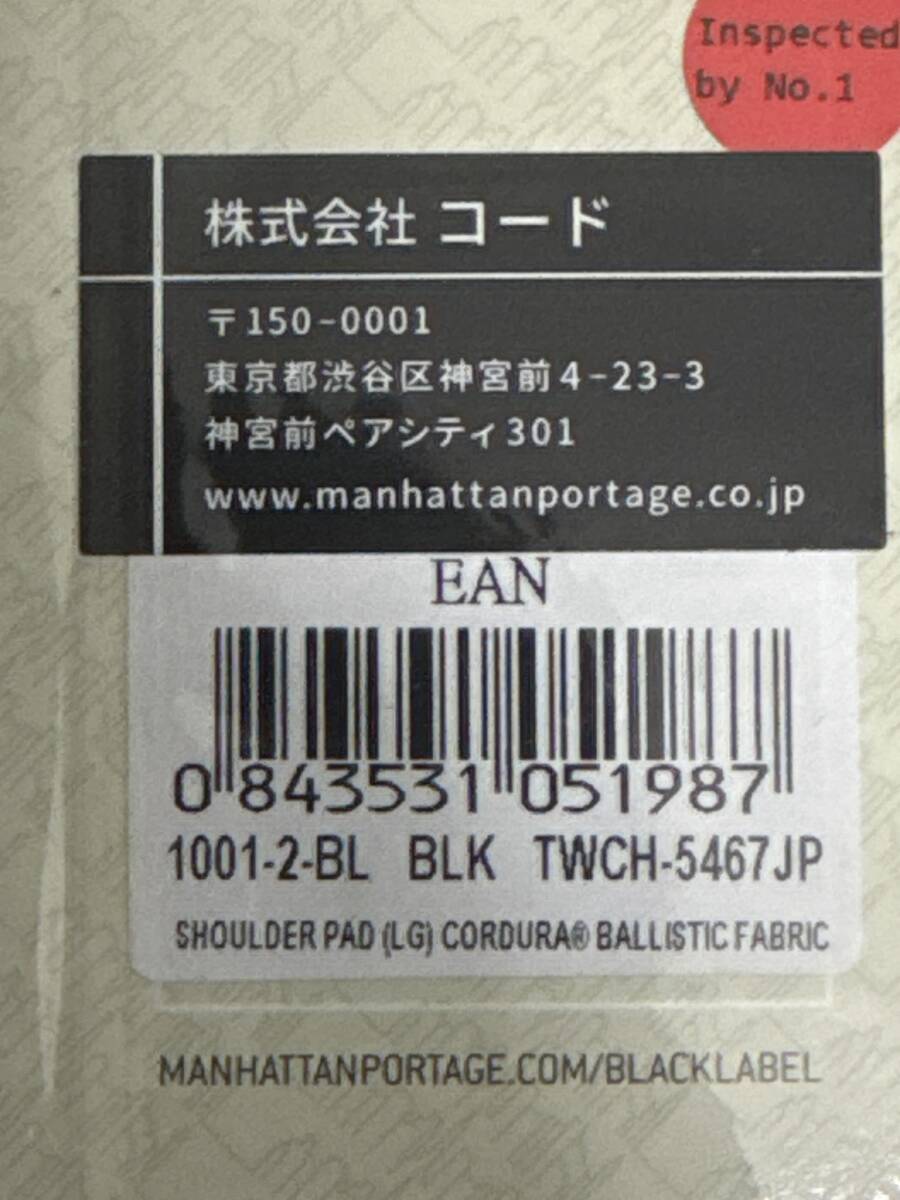 Inspected
by No.1
株式会社 コード
〒150-0001
東京都渋谷区神宮前4-23-3
神宮前ペアシティ301
www.manhattanportage.co.jp
EAN
0 843531 051987
1001-2-BL BLK TWCH-5467JP
SHOULDER PAD (LG) CORDURA® BALLISTIC FABRIC
MANHATTANPORTAGE.COM/BLACKLABEL